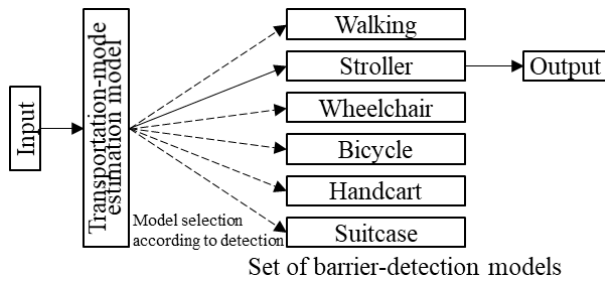 Input
Transportation-mode
estimation model
Model selection
according to detection
Walking
Stroller
Wheelchair
Bicycle
Handcart
Suitcase
Output
Set of barrier-detection models